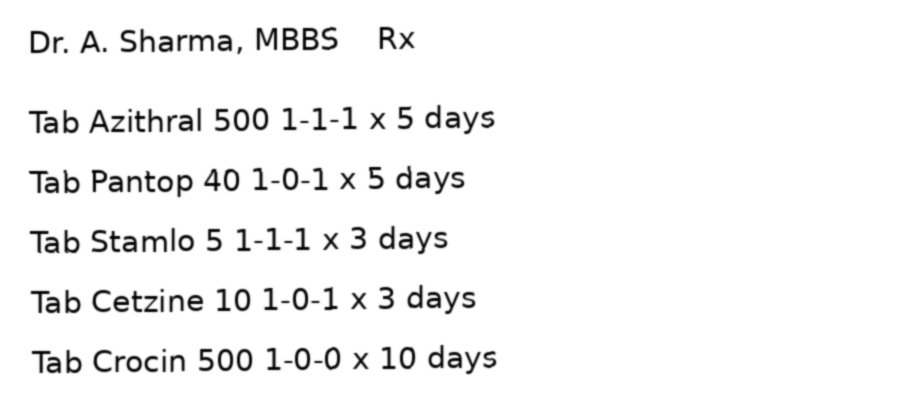 Dr. A. Sharma, MBBS    Rx
Tab Azithral 500 1-1-1 x 5 days
Tab Pantop 40 1-0-1 x 5 days
Tab Stamlo 5 1-1-1 x 3 days
Tab Cetzine 10 1-0-1 x 3 days
Tab Crocin 500 1-0-0 x 10 days